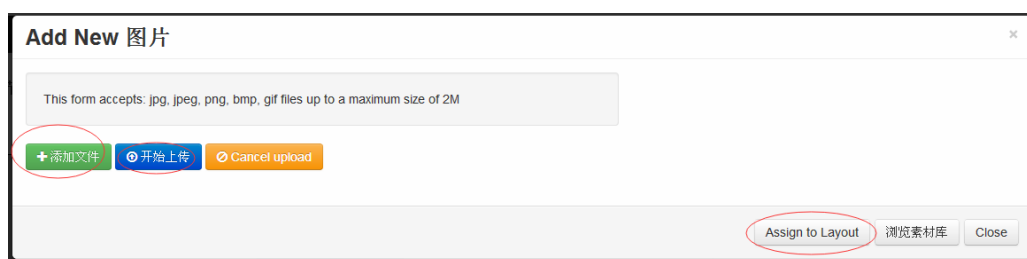 Add New 图片
×
This form accepts: jpg, jpeg, png, bmp, gif files up to a maximum size of 2M
添加文件 开始上传 Cancel upload
Assign to Layout 浏览素材库 Close